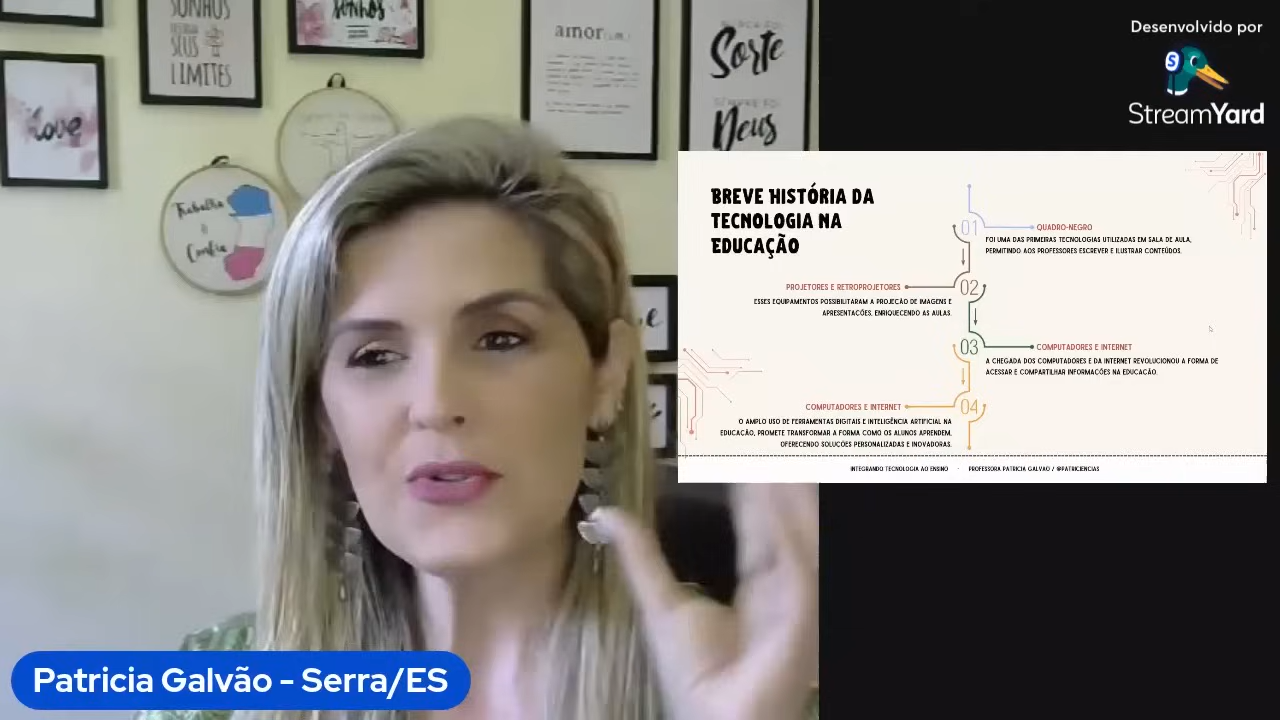 SONHOS
SEUS
LIMITES
sonhos
love
amor
Sorte
Deus
Trabalha
e
Confia
Desenvolvido por
StreamYard
BREVE HISTÓRIA DA
TECNOLOGIA NA
EDUCAÇÃO
01
QUADRO-NEGRO
FOI UMA DAS PRIMEIRAS TECNOLOGIAS UTILIZADAS EM SALA DE AULA,
PERMITINDO AOS PROFESSORES ESCREVER E ILUSTRAR CONTEÚDOS.
PROJETORES E RETROPROJETORES
02
ESSES EQUIPAMENTOS POSSIBILITARAM A PROJEÇÃO DE IMAGENS E
APRESENTAÇÕES, ENRIQUECENDO AS AULAS.
03
COMPUTADORES E INTERNET
A CHEGADA DOS COMPUTADORES E DA INTERNET REVOLUCIONOU A FORMA DE
ACESSAR E COMPARTILHAR INFORMAÇÕES NA EDUCAÇÃO.
COMPUTADORES E INTERNET
04
O AMPLO USO DE FERRAMENTAS DIGITAIS E INTELIGÊNCIA ARTIFICIAL NA
EDUCAÇÃO, PROMETE TRANSFORMAR A FORMA COMO OS ALUNOS APRENDEM,
OFERECENDO SOLUÇÕES PERSONALIZADAS E INOVADORAS.
INTEGRANDO TECNOLOGIA AO ENSINO - PROFESSORA PATRICIA GALVÃO / @PATRICIENCIAS
Patricia Galvão - Serra/ES